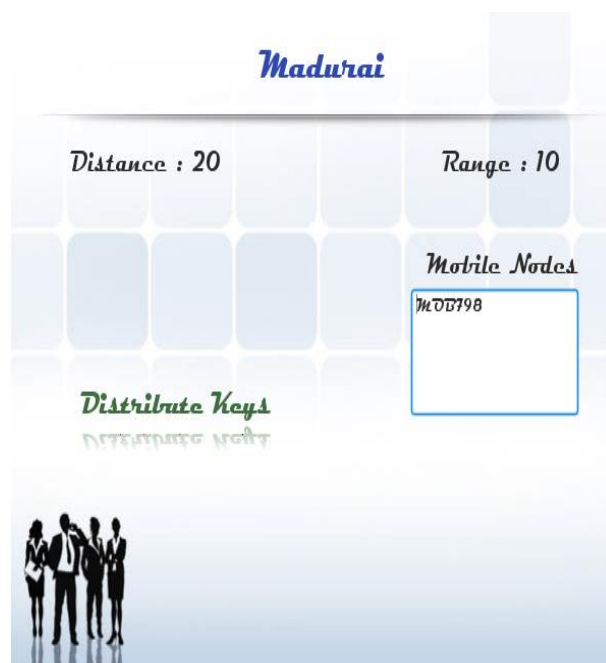 Madurai
Distance : 20
Range : 10
Mobile Nodes
MOB798
Distribute Keys